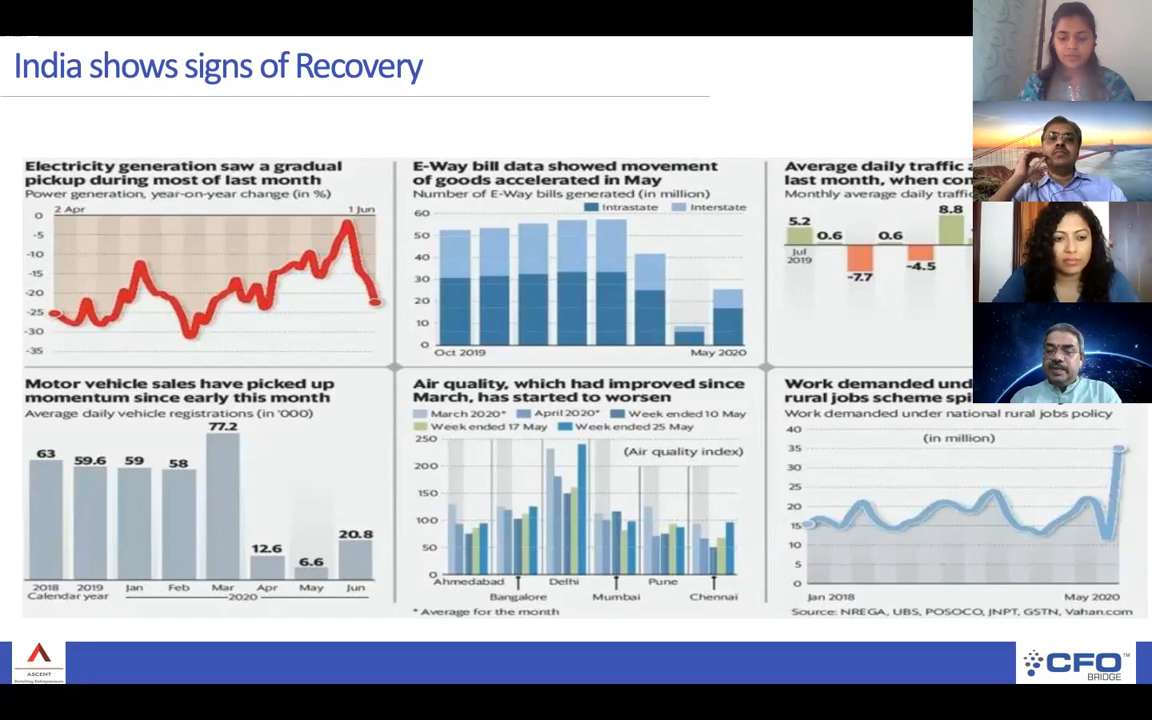 India shows signs of Recovery
Electricity generation saw a gradual
pickup during most of last month
Power generation, year-on-year change (in %)
2 Apr
1 Jun
0
-5
-10
-15
-20
-25
-30
-35
E-Way bill data showed movement
of goods accelerated in May
Number of E-Way bills generated (in million)
Intrastate Interstate
60
50
40
30
20
10
0
Oct 2019
May 2020
Average daily traffic
last month, when
Monthly average daily
5.2
0.6
-7.7
0.6
-4.5
8.8
Jul
2019
Motor vehicle sales have picked up
momentum since early this month
Average daily vehicle registrations (in '000)
63
59.6
59
58
77.2
12.6
6.6
20.8
2018 2019 Jan Feb Mar Apr May Jun
Calendar year
2020
Air quality, which had improved since
March, has started to worsen
March 2020* April 2020* Week ended 10 May
Week ended 17 May Week ended 25 May
(Air quality index)
250
200
150
100
50
0
Ahmedabad Delhi Pune
Bangalore Mumbai Chennai
* Average for the month
Work demanded
rural jobs scheme
Work demanded under national rural jobs policy
(in million)
40
35
30
25
20
15
10
5
0
Jan 2018
May 2020
Source: NREGA, UBS, POSOCO, JNPT, GSTN, Vahan.com
ASCENT
CFO
BRIDGE
TM